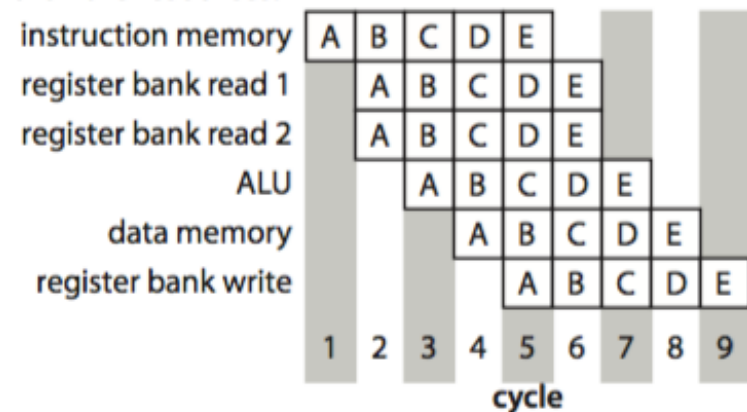 instruction memory A B C D E
register bank read 1 A B C D E
register bank read 2 A B C D E
ALU A B C D E
data memory A B C D E
register bank write A B C D E
1 2 3 4 5 6 7 8 9
cycle